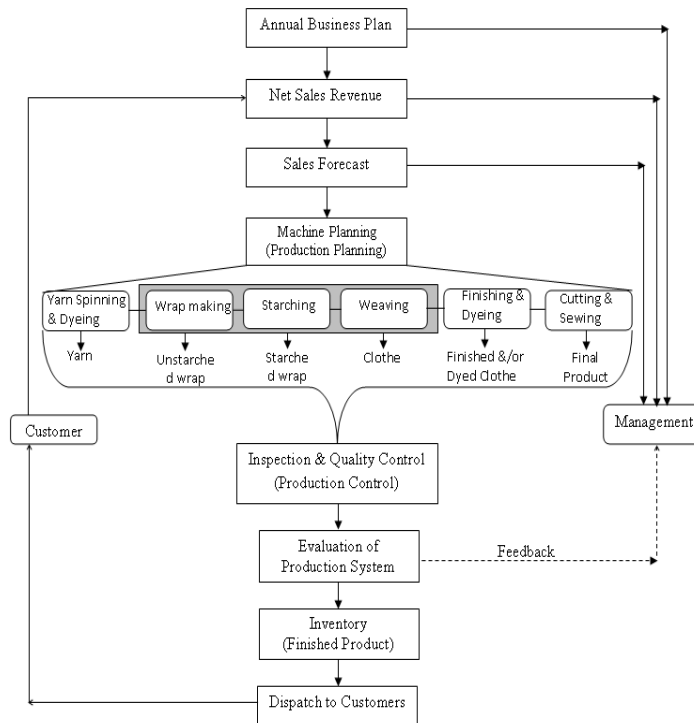 Annual Business Plan
Net Sales Revenue
Sales Forecast
Machine Planning
(Production Planning)
Yarn Spinning
& Dyeing
Wrap making
Starching
Weaving
Finishing &
Dyeing
Cutting &
Sewing
Yarn
Unstarche
d wrap
Starche
d wrap
Clothe
Finished &/or
Dyed Clothe
Final
Product
Customer
Management
Inspection & Quality Control
(Production Control)
Evaluation of
Production System
Feedback
Inventory
(Finished Product)
Dispatch to Customers